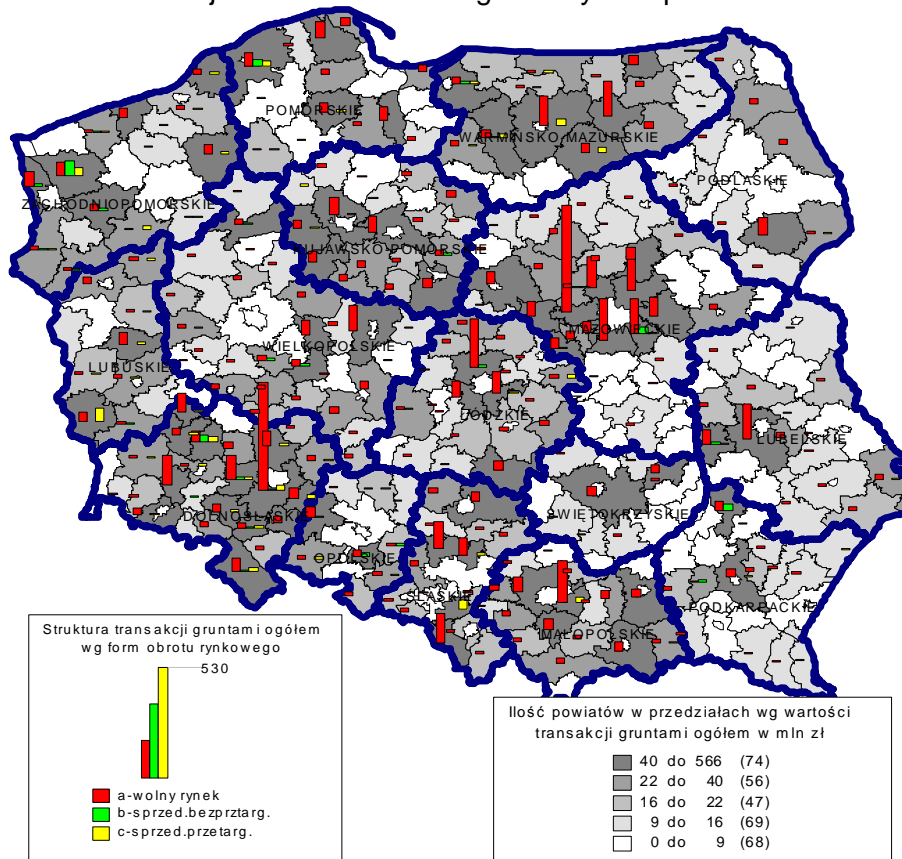 POMORSKIE
WARMIŃSKO-MAZURSKIE
PODLASKIE
ZACHODNIOPOMORSKIE
KUJAWSKO-POMORSKIE
MAZOWIECKIE
WIELKOPOLSKIE
LUBUSKIE
ŁÓDZKIE
LUBELSKIE
DOLNOŚLĄSKIE
ŚWIĘTOKRZYSKIE
OPOLSKIE
ŚLĄSKIE
PODKARPACKIE
MAŁOPOLSKIE
Struktura transakcji gruntami ogółem
wg form obrotu rynkowego
530
a-wolny rynek
b-sprzed.bezprztarg.
c-sprzed.przetarg.
Ilość powiatów w przedziałach wg wartości
transakcji gruntami ogółem w mln zł
40 do 566 (74)
22 do 40 (56)
16 do 22 (47)
9 do 16 (69)
0 do 9 (68)